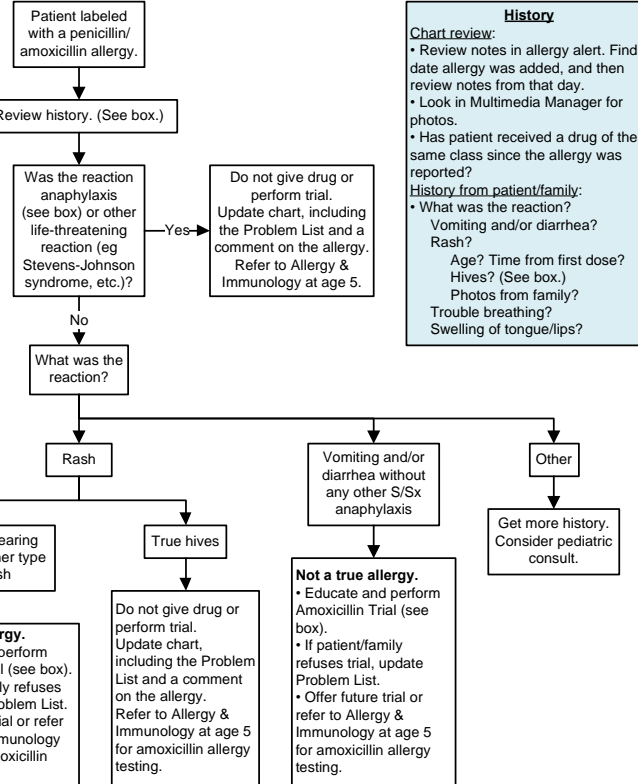 Patient labeled
with a penicillin/
amoxicillin allergy.
Review history. (See box.)
Was the reaction
anaphylaxis
(see box) or other
life-threatening
reaction (eg
Stevens-Johnson
syndrome, etc.)?
Yes
Do not give drug or
perform trial.
Update chart, including
the Problem List and a
comment on the allergy.
Refer to Allergy &
Immunology at age 5.
History
Chart review:
• Review notes in allergy alert. Find
date allergy was added, and then
review notes from that day.
• Look in Multimedia Manager for
photos.
• Has patient received a drug of the
same class since the allergy was
reported?
History from patient/family:
• What was the reaction?
Vomiting and/or diarrhea?
Rash?
Age? Time from first dose?
Hives? (See box.)
Photos from family?
Trouble breathing?
Swelling of tongue/lips?
No
What was the
reaction?
Rash
Vomiting and/or
diarrhea without
any other S/Sx
anaphylaxis
Other
True hives
Get more history.
Consider pediatric
consult.
perform
(see box).
refuses
List.
or refer
Do not give drug or
perform trial.
Update chart,
including the Problem
List and a comment
on the allergy.
Refer to Allergy &
Immunology at age 5
for amoxicillin allergy
testing.
Not a true allergy.
• Educate and perform
Amoxicillin Trial (see
box).
• If patient/family
refuses trial, update
Problem List.
• Offer future trial or
refer to Allergy &
Immunology at age 5
for amoxicillin allergy
testing.